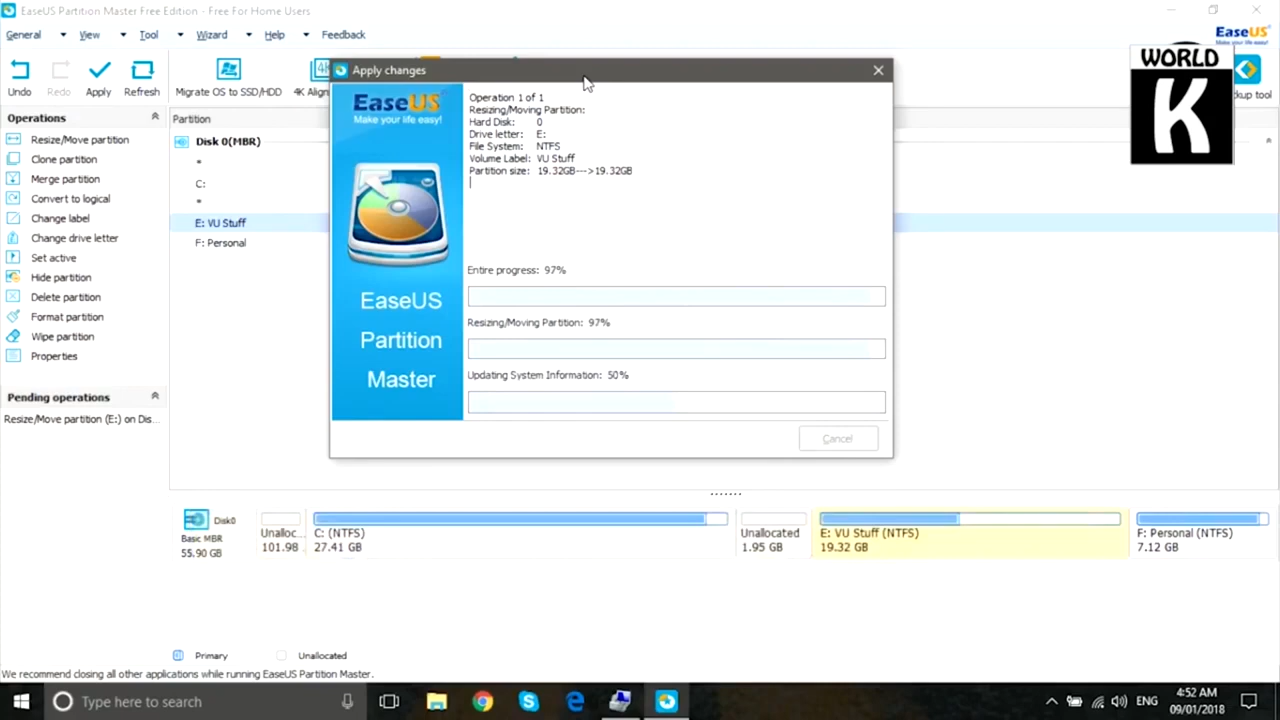 EaseUS Partition Master Free Edition - Free For Home Users
General View Tool Wizard Help Feedback
EaseUS
Make your life easy!
WORLD
K
Undo Redo Apply Refresh Migrate OS to SSD/HDD 4K Align
ckup tool
Operations
Resize/Move partition
Clone partition
Merge partition
Convert to logical
Change label
Change drive letter
Set active
Hide partition
Delete partition
Format partition
Wipe partition
Properties
Pending operations
Resize/Move partition (E:) on Dis...
Partition
Disk 0(MBR)
*
C:
*
E: VU Stuff
F: Personal
Apply changes
EaseUS
Make your life easy!
EaseUS
Partition
Master
Operation 1 of 1
Resizing/Moving Partition:
Hard Disk: 0
Drive letter: E:
File System: NTFS
Volume Label: VU Stuff
Partition size: 19.32GB--->19.32GB
Entire progress: 97%
Resizing/Moving Partition: 97%
Updating System Information: 50%
Cancel
Disk0
Basic MBR
55.90 GB
Unalloc...
101.98
C: (NTFS)
27.41 GB
Unallocated
1.95 GB
E: VU Stuff (NTFS)
19.32 GB
F: Personal (NTFS)
7.12 GB
Primary Unallocated
We recommend closing all other applications while running EaseUS Partition Master.
Type here to search
ENG
4:52 AM
09/01/2018